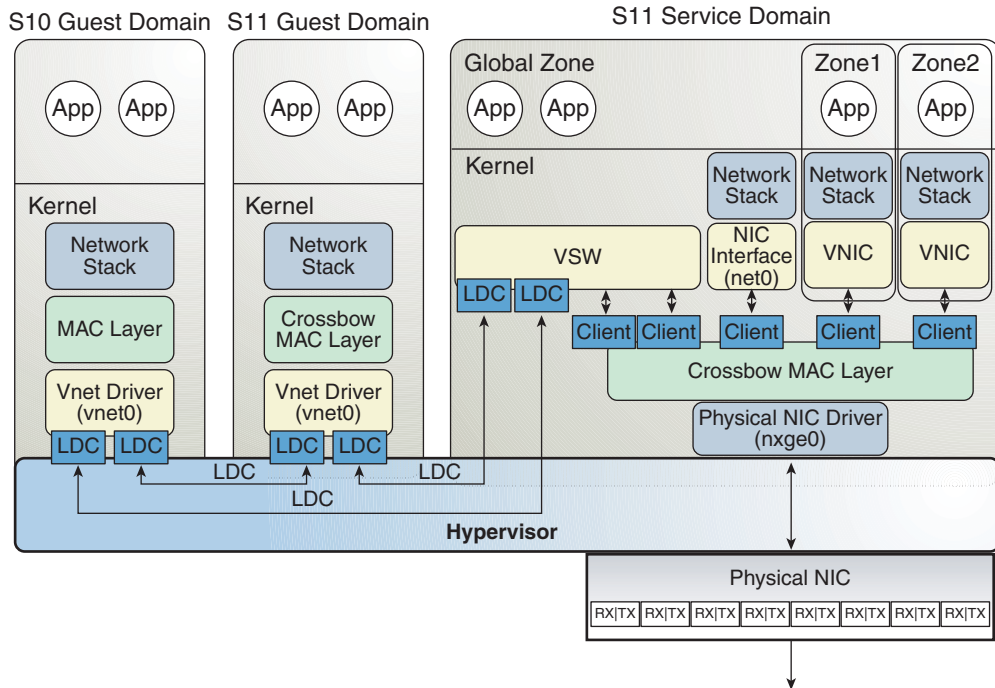 S10 Guest Domain
S11 Guest Domain
S11 Service Domain
App
App
Kernel
Network
Stack
MAC Layer
Vnet Driver
(vnet0)
LDC
LDC
App
App
Kernel
Network
Stack
Crossbow
MAC Layer
Vnet Driver
(vnet0)
LDC
LDC
Global Zone
App
App
Zone1
App
Zone2
App
Kernel
Network
Stack
Network
Stack
Network
Stack
VSW
NIC
Interface
(net0)
VNIC
VNIC
LDC
LDC
Client
Client
Client
Client
Client
Crossbow MAC Layer
Physical NIC Driver
(nxge0)
LDC
LDC
LDC
Hypervisor
Physical NIC
RX|TX
RX|TX
RX|TX
RX|TX
RX|TX
RX|TX
RX|TX
RX|TX